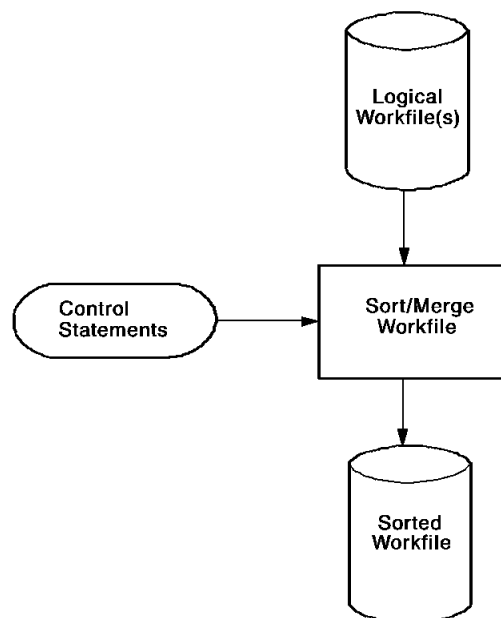 Logical
Workfile(s)
Control
Statements
Sort/Merge
Workfile
Sorted
Workfile